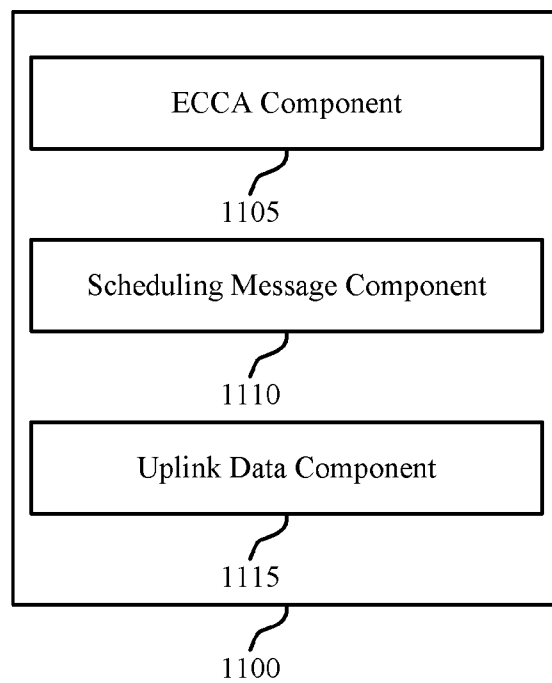 ECCA Component
1105
Scheduling Message Component
1110
Uplink Data Component
1115
1100